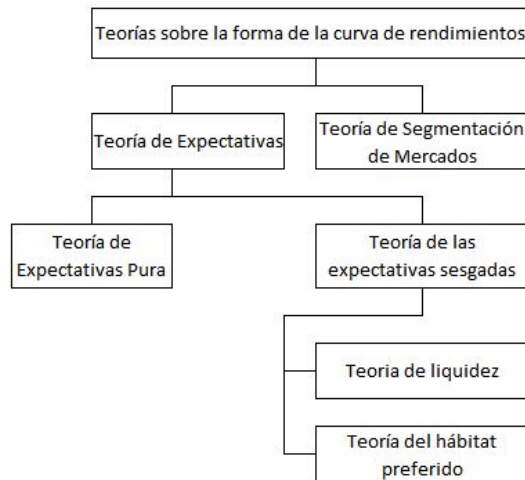 Teorías sobre la forma de la curva de rendimientos
Teoría de Expectativas
Teoría de Segmentación
de Mercados
Teoría de
Expectativas Pura
Teoría de las
expectativas sesgadas
Teoria de liquidez
Teoría del hábitat
preferido